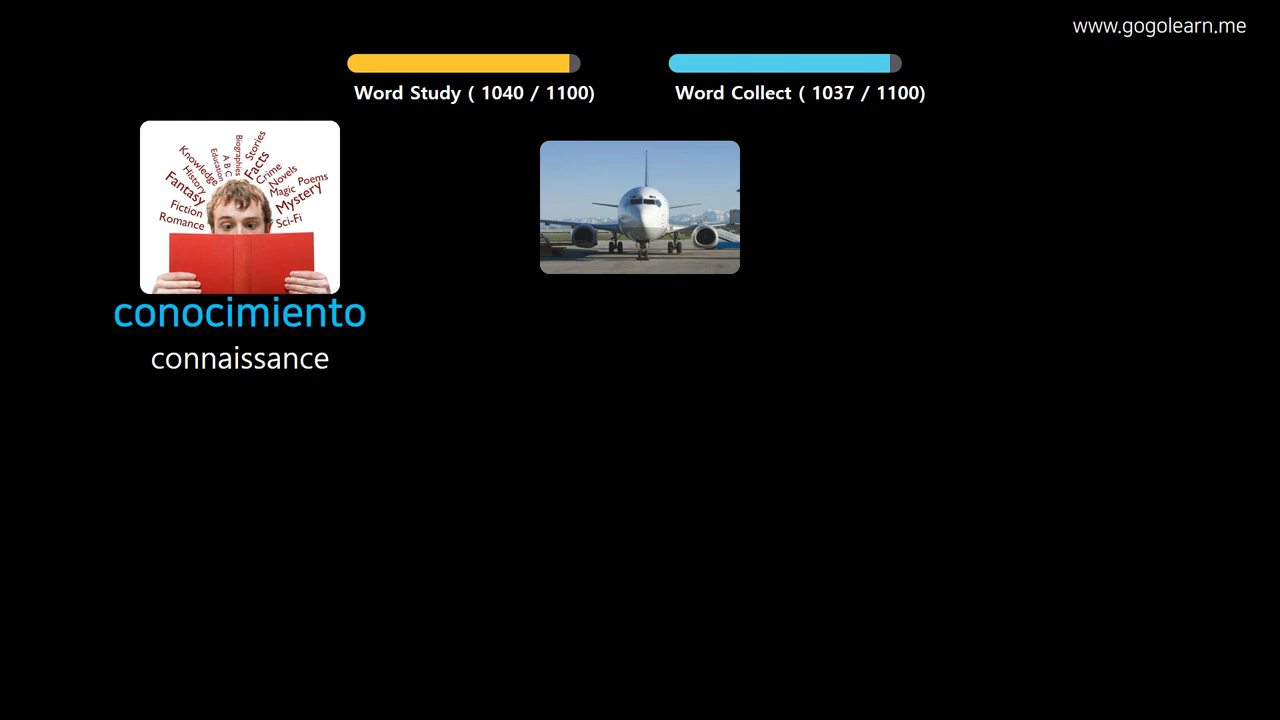 www.gogolearn.me
Word Study ( 1040 / 1100)
Word Collect ( 1037 / 1100)
Biographies
Stories
Facts
Education
A B C
Crime
Knowledge
Novels
History
Magic
Poems
Fantasy
Mystery
Fiction
Sci-Fi
Romance
conocimiento
connaissance